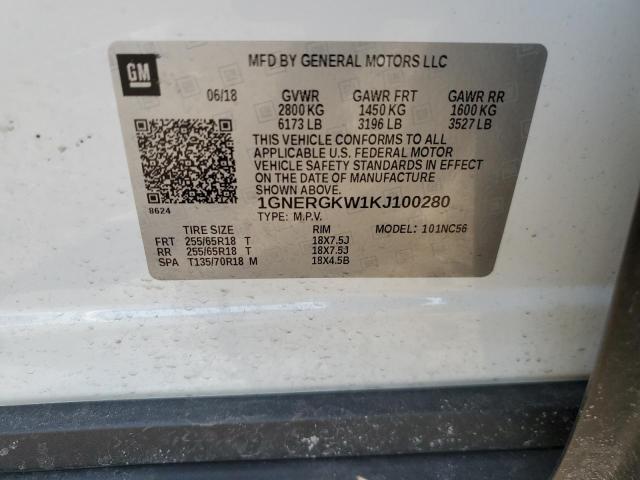 GM
MFD BY GENERAL MOTORS LLC
06/18 GVWR GAWR FRT GAWR RR
2800 KG 1450 KG 1600 KG
6173 LB 3196 LB 3527 LB
THIS VEHICLE CONFORMS TO ALL
APPLICABLE U.S. FEDERAL MOTOR
VEHICLE SAFETY STANDARDS IN EFFECT
ON THE DATE OF MANUFACTURE
SHOWN ABOVE.
8624 1GNERGKW1KJ100280
TYPE: M.P.V.
TIRE SIZE RIM MODEL: 101NC56
FRT 255/65R18 T 18X7.5J
RR 255/65R18 T 18X7.5J
SPA T135/70R18 M 18X4.5B